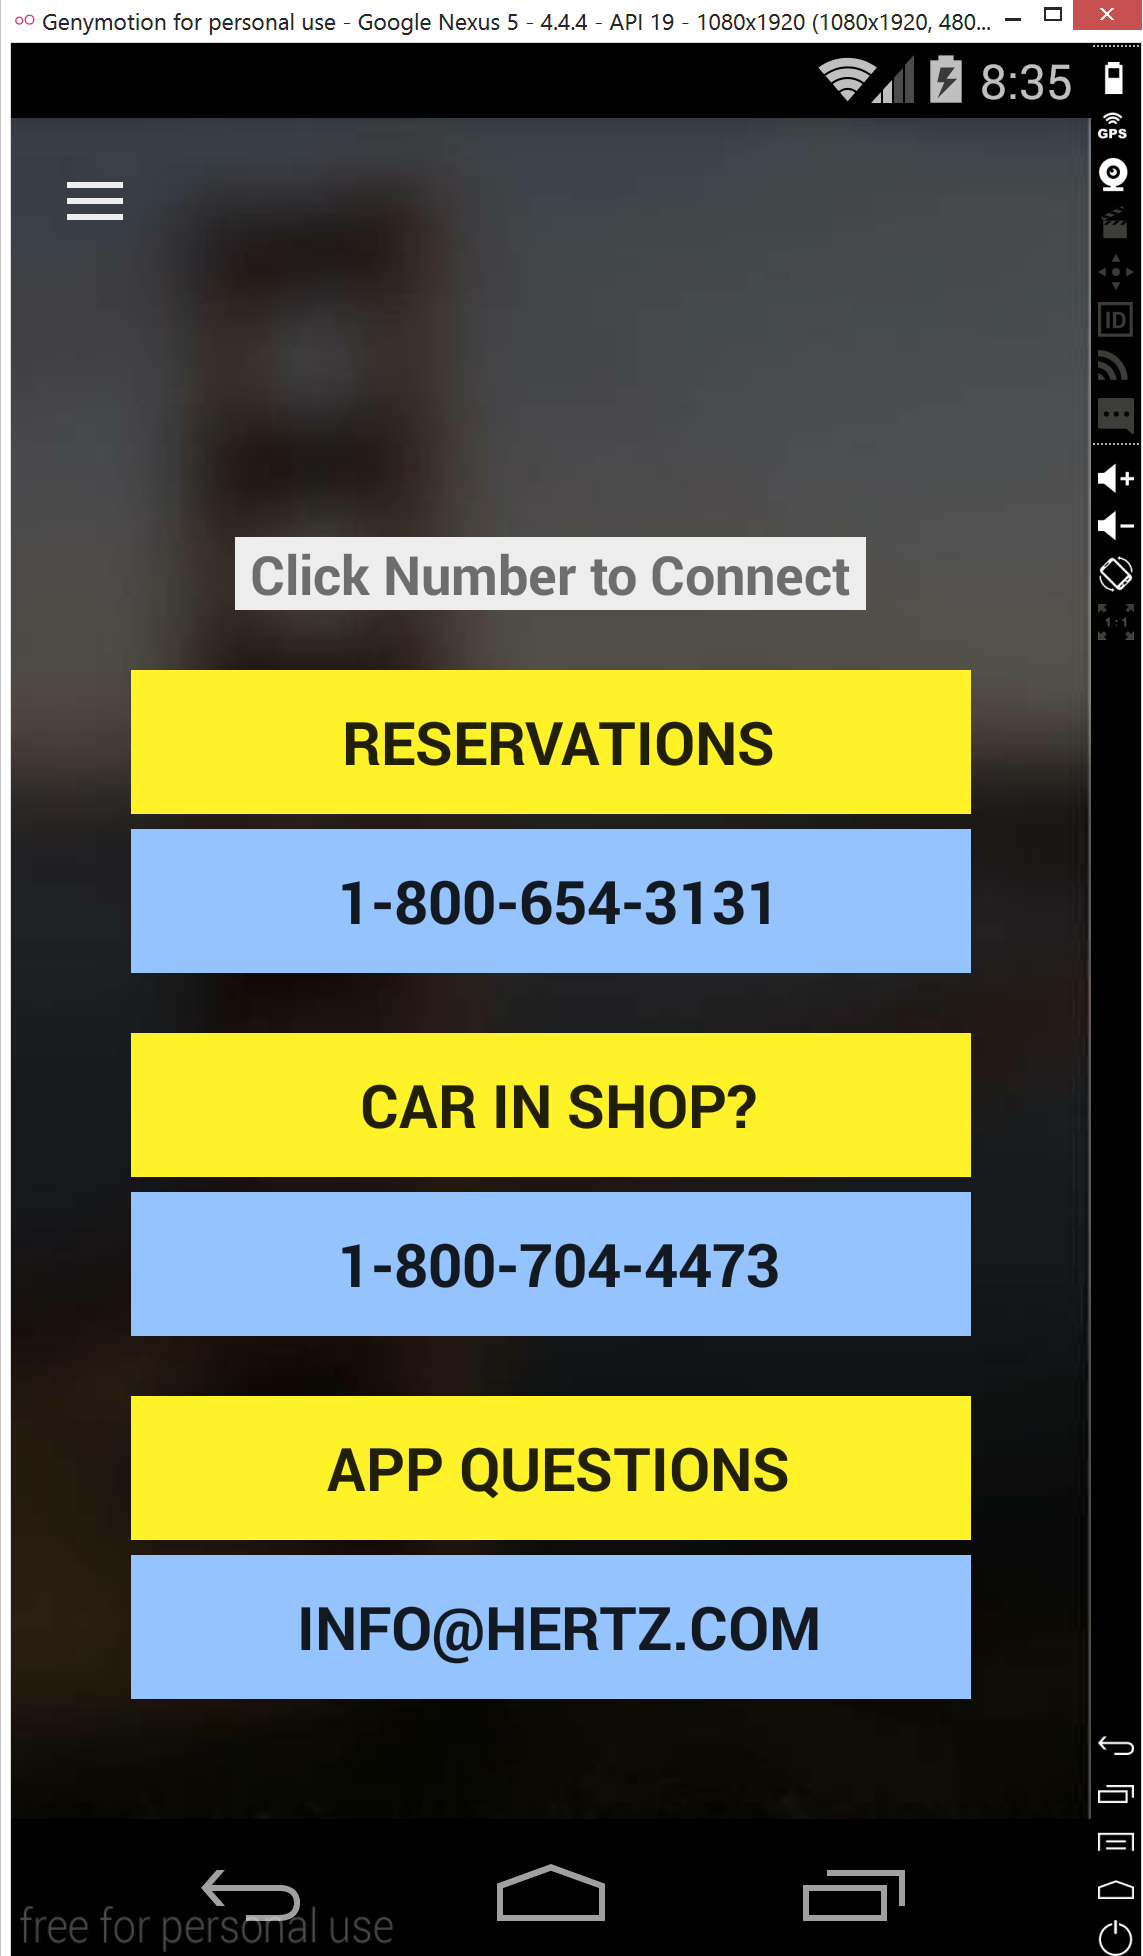 Genymotion for personal use - Google Nexus 5 - 4.4.4 - API 19 - 1080x1920 (1080x1920, 480...
8:35
GPS
ID
1:1
Click Number to Connect
RESERVATIONS
1-800-654-3131
CAR IN SHOP?
1-800-704-4473
APP QUESTIONS
INFO@HERTZ.COM
free for personal use